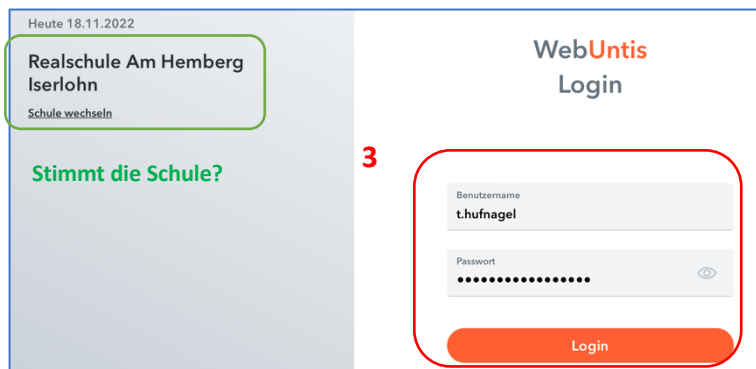 Heute 18.11.2022
Realschule Am Hemberg
Iserlohn
Schule wechseln
Stimmt die Schule?
3
WebUntis
Login
Benutzername
t.hufnagel
Passwort
•••••••••••••••••
Login